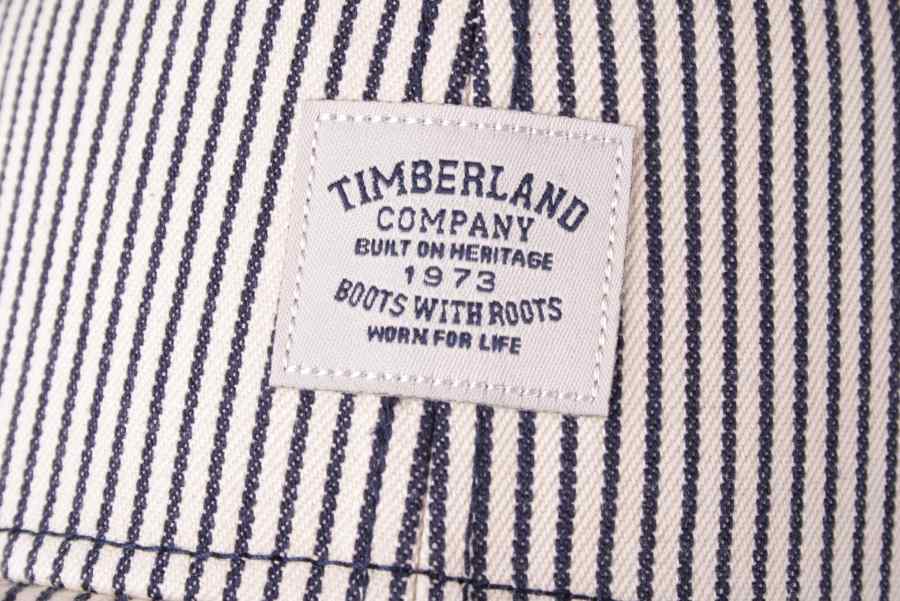 TIMBERLAND
COMPANY
BUILT ON HERITAGE
1973
BOOTS WITH ROOTS
WORN FOR LIFE